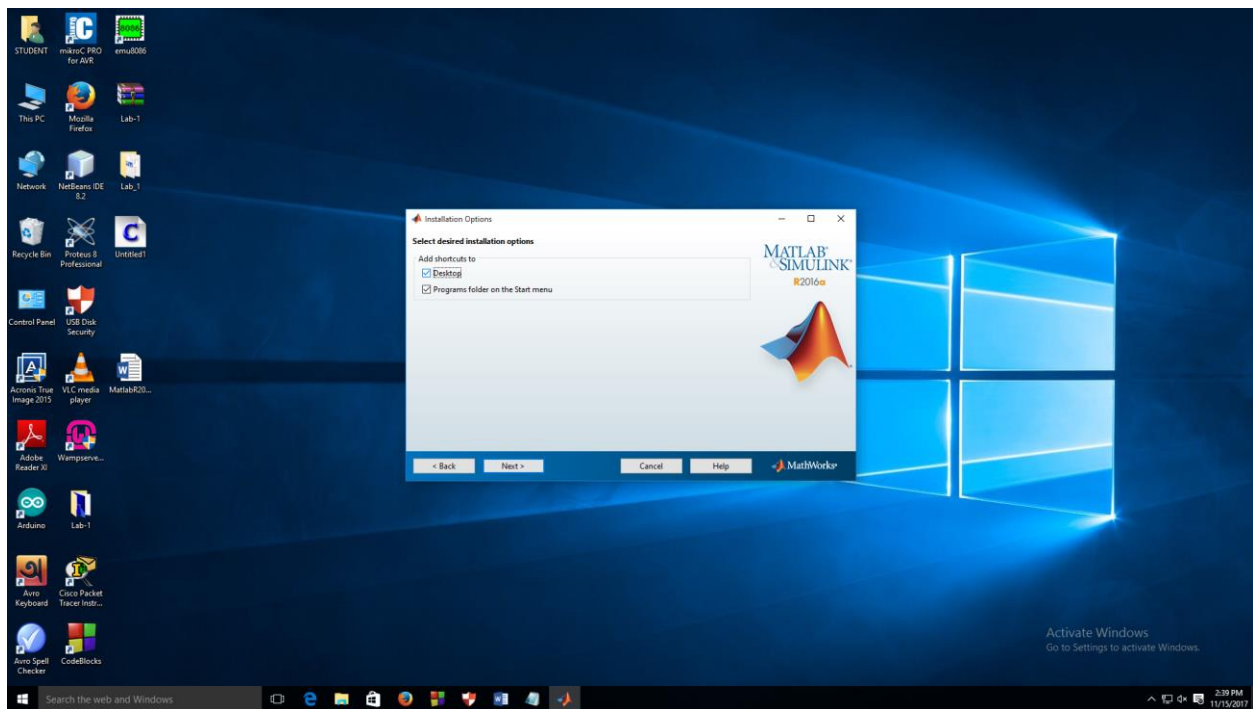 STUDENT
mikroC PRO
for AVR
emu8086
This PC
Mozilla
Firefox
Lab-1
Network
NetBeans IDE
8.2
Lab_1
Recycle Bin
Proteus 8
Professional
Untitled1
Control Panel
USB Disk
Security
Acronis True
Image 2015
VLC media
player
MatlabR20...
Adobe
Reader XI
Wampserve...
Arduino
Lab-1
Avro
Keyboard
Cisco Packet
Tracer Instr...
Avro Spell
Checker
CodeBlocks
Installation Options
Select desired installation options
Add shortcuts to
Desktop
Programs folder on the Start menu
MATLAB®
&SIMULINK®
R2016a
< Back
Next >
Cancel
Help
MathWorks®
Activate Windows
Go to Settings to activate Windows.
Search the web and Windows
2:39 PM
11/15/2017